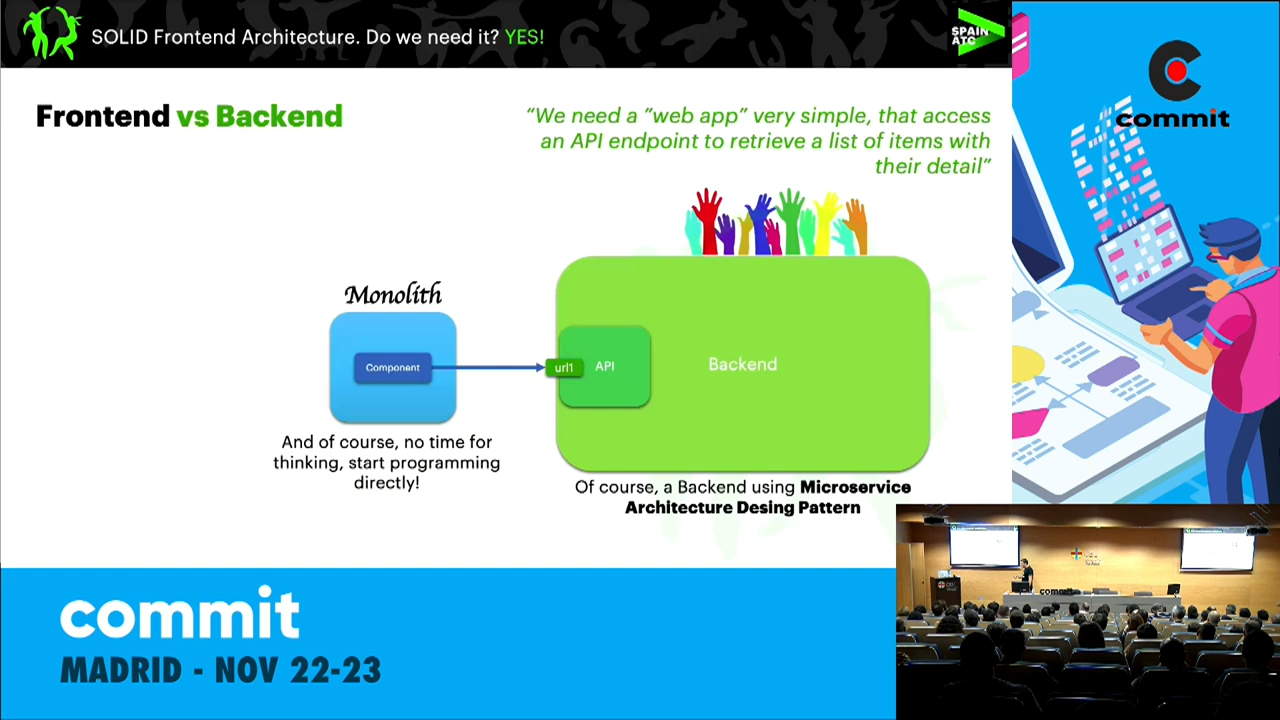 SOLID Frontend Architecture. Do we need it? YES!
SPAIN
ATC
commit
Frontend vs Backend
“We need a ”web app” very simple, that access
an API endpoint to retrieve a list of items with
their detail”
Monolith
Component
url1
API
Backend
And of course, no time for
thinking, start programming
directly!
Of course, a Backend using Microservice
Architecture Desing Pattern
commit
MADRID - NOV 22-23
commit